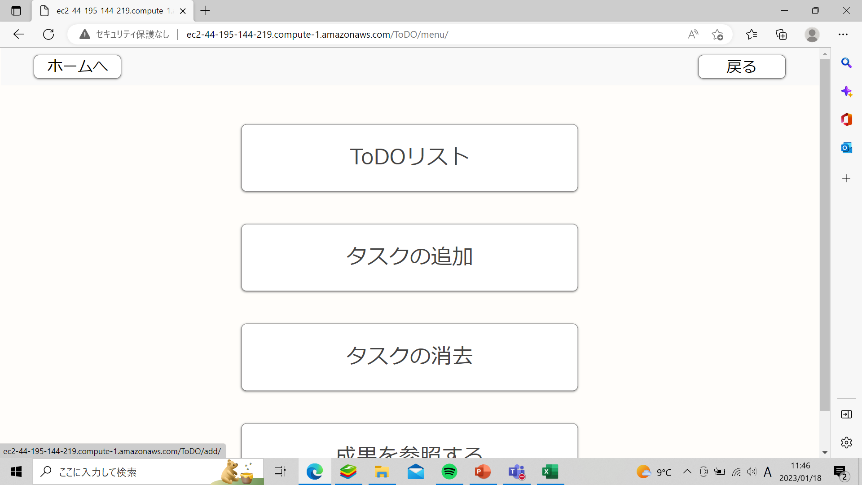 ec2-44-195-144-219.compute-1.
セキュリティ保護なし
ec2-44-195-144-219.compute-1.amazonaws.com/ToDO/menu/
ホームへ
戻る
ToDOリスト
タスクの追加
タスクの消去
成果を参照する
ec2-44-195-144-219.compute-1.amazonaws.com/ToDO/add/
ここに入力して検索
9°C
A
11:46
2023/01/18
2